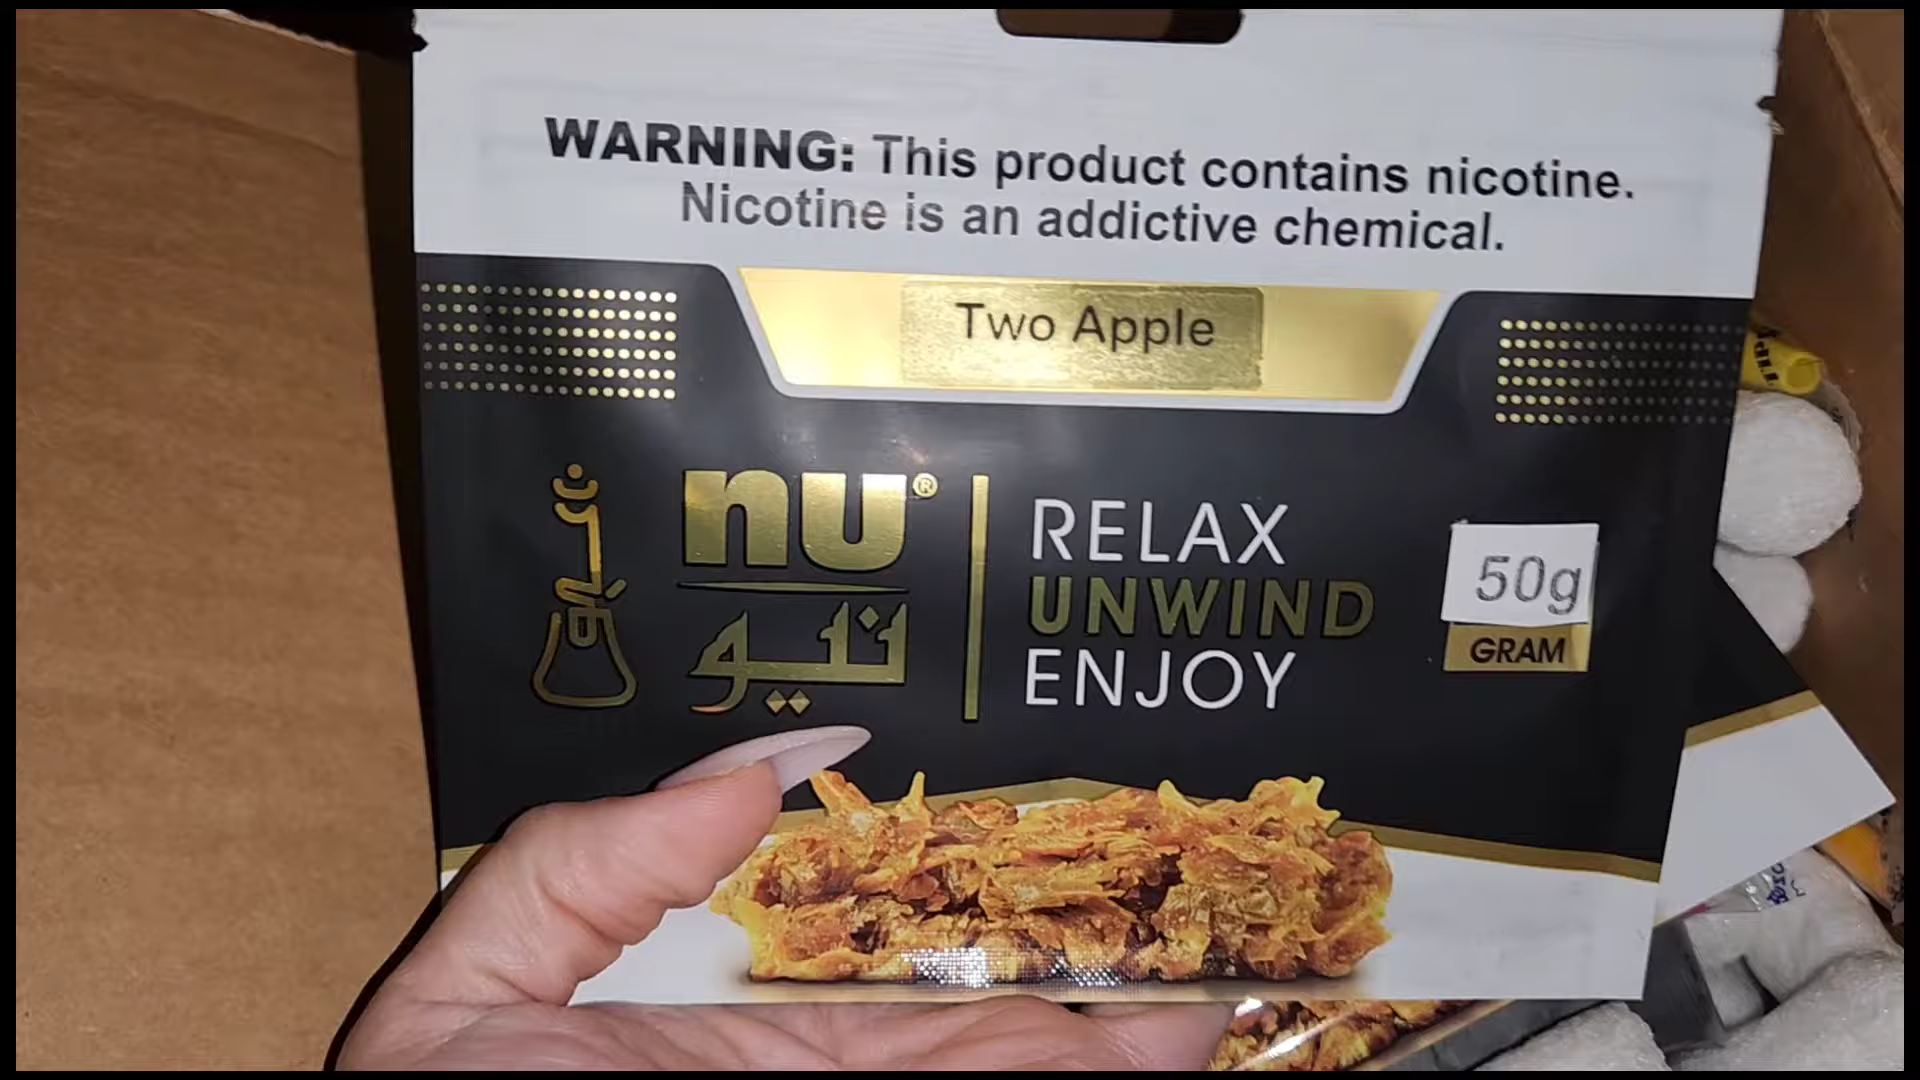 WARNING: This product contains nicotine.
Nicotine is an addictive chemical.
Two Apple
nu®
نيو
RELAX
UNWIND
ENJOY
50g
GRAM